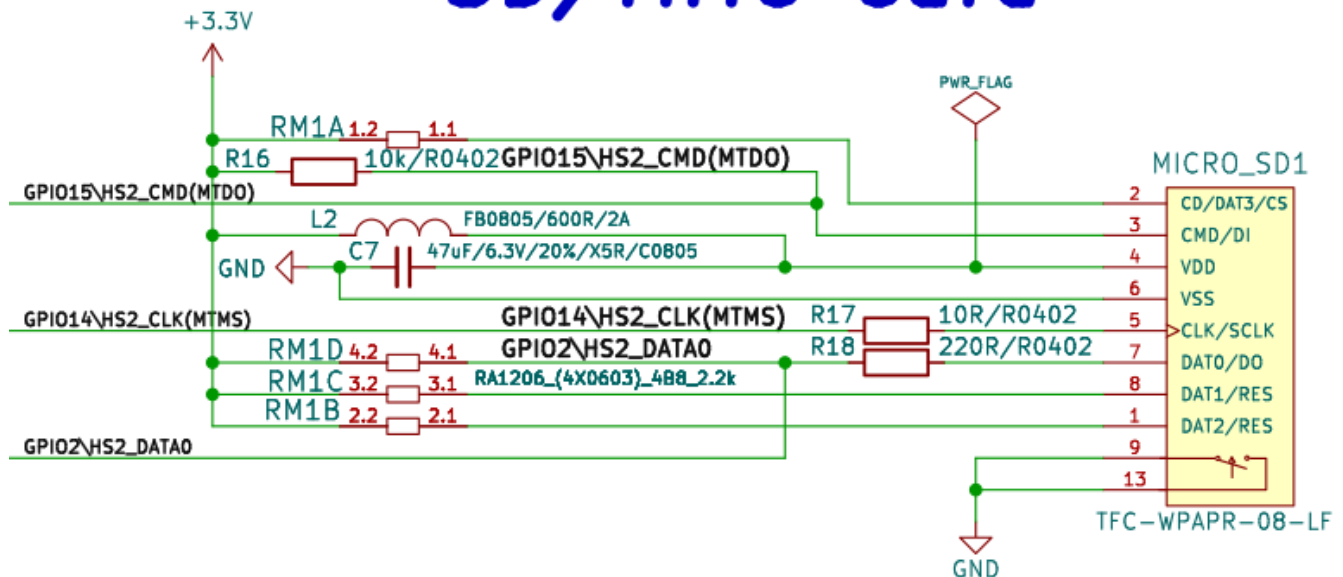 +3.3V
PWR_FLAG
RM1A 1.2 1.1
R16 10k/R0402 GPIO15\HS2_CMD(MTDO)
MICRO_SD1
GPIO15\HS2_CMD(MTDO)
2 CD/DAT3/CS
L2 FB0805/600R/2A
3 CMD/DI
C7 47uF/6.3V/20%/X5R/C0805
GND
4 VDD
6 VSS
GPIO14\HS2_CLK(MTMS) GPIO14\HS2_CLK(MTMS) R17 10R/R0402
5 CLK/SCLK
RM1D 4.2 4.1 GPIO2\HS2_DATA0 R18 220R/R0402
7 DAT0/DO
RM1C 3.2 3.1 RA1206_(4X0603)_4B8_2.2k
8 DAT1/RES
RM1B 2.2 2.1
1 DAT2/RES
GPIO2\HS2_DATA0
9
13
TFC-WPAPR-08-LF
GND